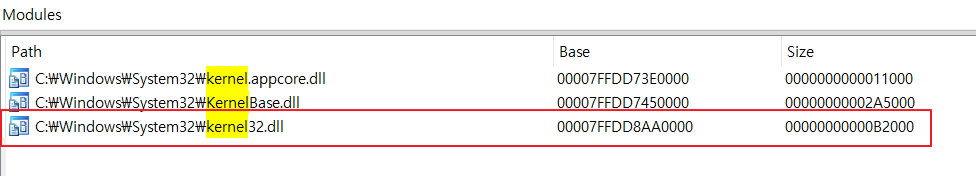 Modules
Path Base Size
C:₩Windows₩System32₩kernel.appcore.dll 00007FFDD73E0000 0000000000011000
C:₩Windows₩System32₩KernelBase.dll 00007FFDD7450000 00000000002A5000
C:₩Windows₩System32₩kernel32.dll 00007FFDD8AA0000 00000000000B2000